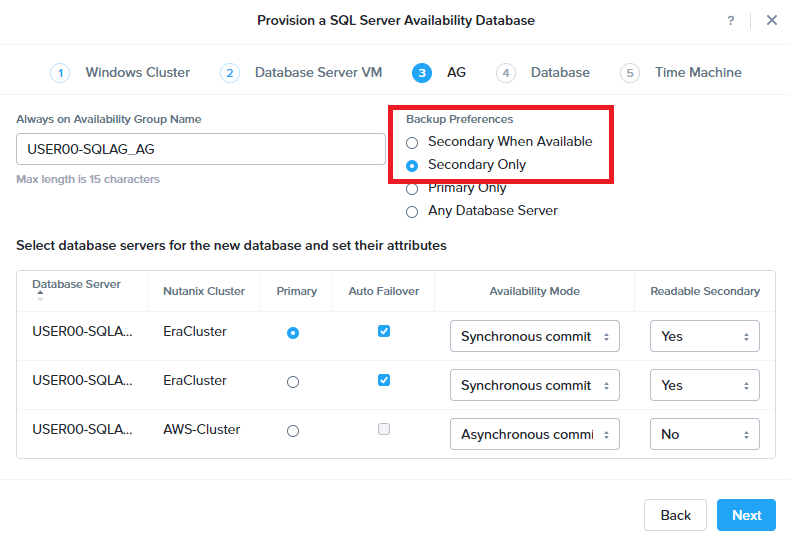 Provision a SQL Server Availability Database
?
1 Windows Cluster 2 Database Server VM 3 AG 4 Database 5 Time Machine
Always on Availability Group Name
USER00-SQLAG_AG
Max length is 15 characters
Backup Preferences
Secondary When Available
Secondary Only
Primary Only
Any Database Server
Select database servers for the new database and set their attributes
Database Server Nutanix Cluster Primary Auto Failover Availability Mode Readable Secondary
USER00-SQLA... EraCluster Synchronous commit Yes
USER00-SQLA... EraCluster Synchronous commit Yes
USER00-SQLA... AWS-Cluster Asynchronous commi No
Back Next